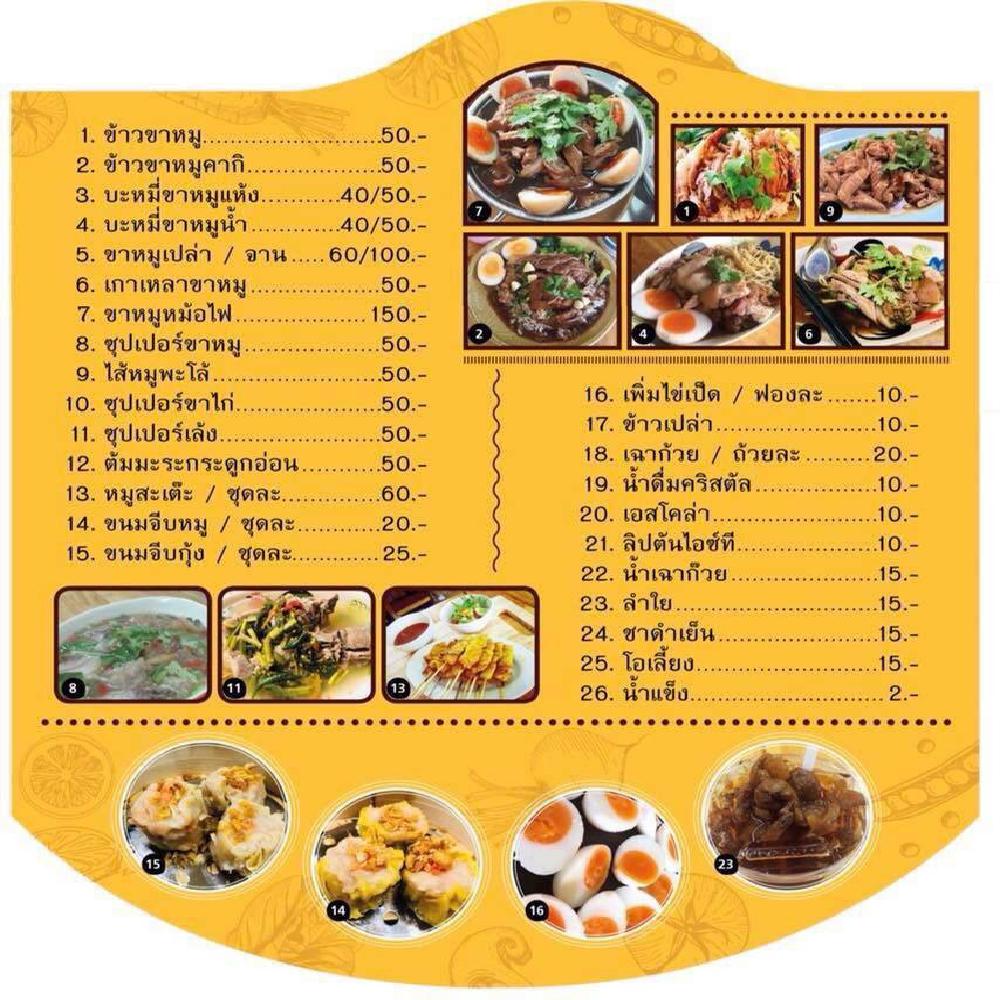 1. ข้าวขาหมู............................50.-
2. ข้าวขาหมูคากิ.......................50.-
3. บะหมี่ขาหมูแห้ง............40/50.-
4. บะหมี่ขาหมูน้ำ..............40/50.-
5. ขาหมูเปล่า / จาน.....60/100.-
6. เกาเหลาขาหมู......................50.-
7. ขาหมูหม้อไฟ......................150.-
8. ซุปเปอร์ขาหมู.......................50.-
9. ไส้หมูพะโล้...........................50.-
10. ซุปเปอร์ขาไก่........................50.-
11. ซุปเปอร์เล้ง..........................50.-
12. ต้มมะระกระดูกอ่อน.............50.-
13. หมูสะเต๊ะ / ชุดละ................60.-
14. ขนมจีบหมู / ชุดละ..............20.-
15. ขนมจีบกุ้ง / ชุดละ..............25.-
7
1
9
2
4
6
16. เพิ่มไข่เป็ด / ฟองละ.......10.-
17. ข้าวเปล่า............................10.-
18. เฉาก้วย / ถ้วยละ...........20.-
19. น้ำดื่มคริสตัล...................10.-
20. เอสโคล่า...........................10.-
21. ลิปตันไอซ์ที......................10.-
22. น้ำเฉาก๊วย........................15.-
23. ลำใย...................................15.-
24. ชาดำเย็น..........................15.-
25. โอเลี้ยง..............................15.-
26. น้ำแข็ง.................................2.-
8
11
13
15
14
16
23